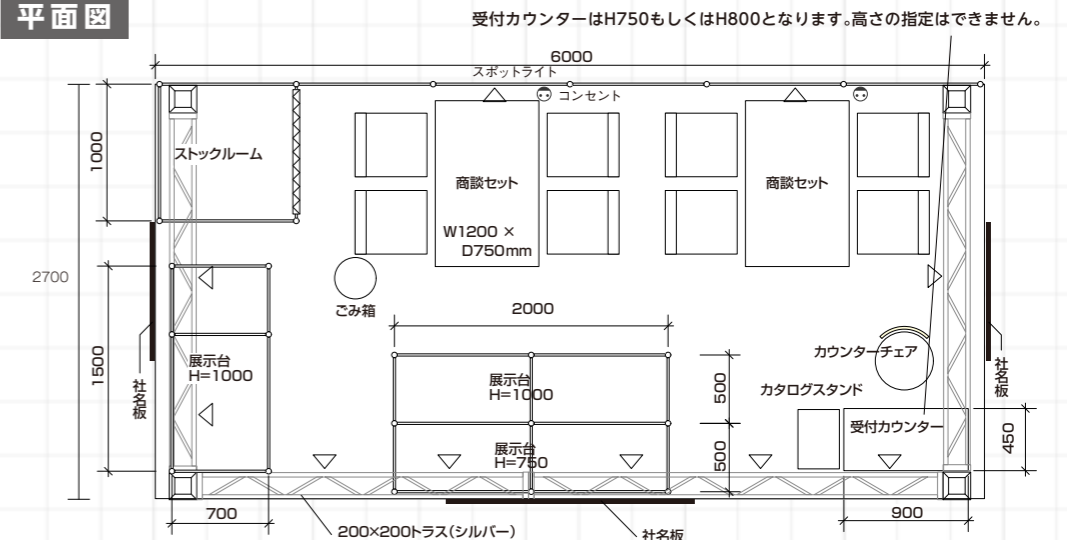 平面図
受付カウンターはH750もしくはH800となります。高さの指定はできません。
6000
スポットライト
コンセント
1000
ストックルーム
商談セット
商談セット
W1200 ×
D750mm
2700
ごみ箱
2000
1500
展示台
H=1000
展示台
H=1000
500
カウンターチェア
カタログスタンド
社名板
社名板
展示台
H=750
500
受付カウンター
450
700
200×200トラス(シルバー)
社名板
900